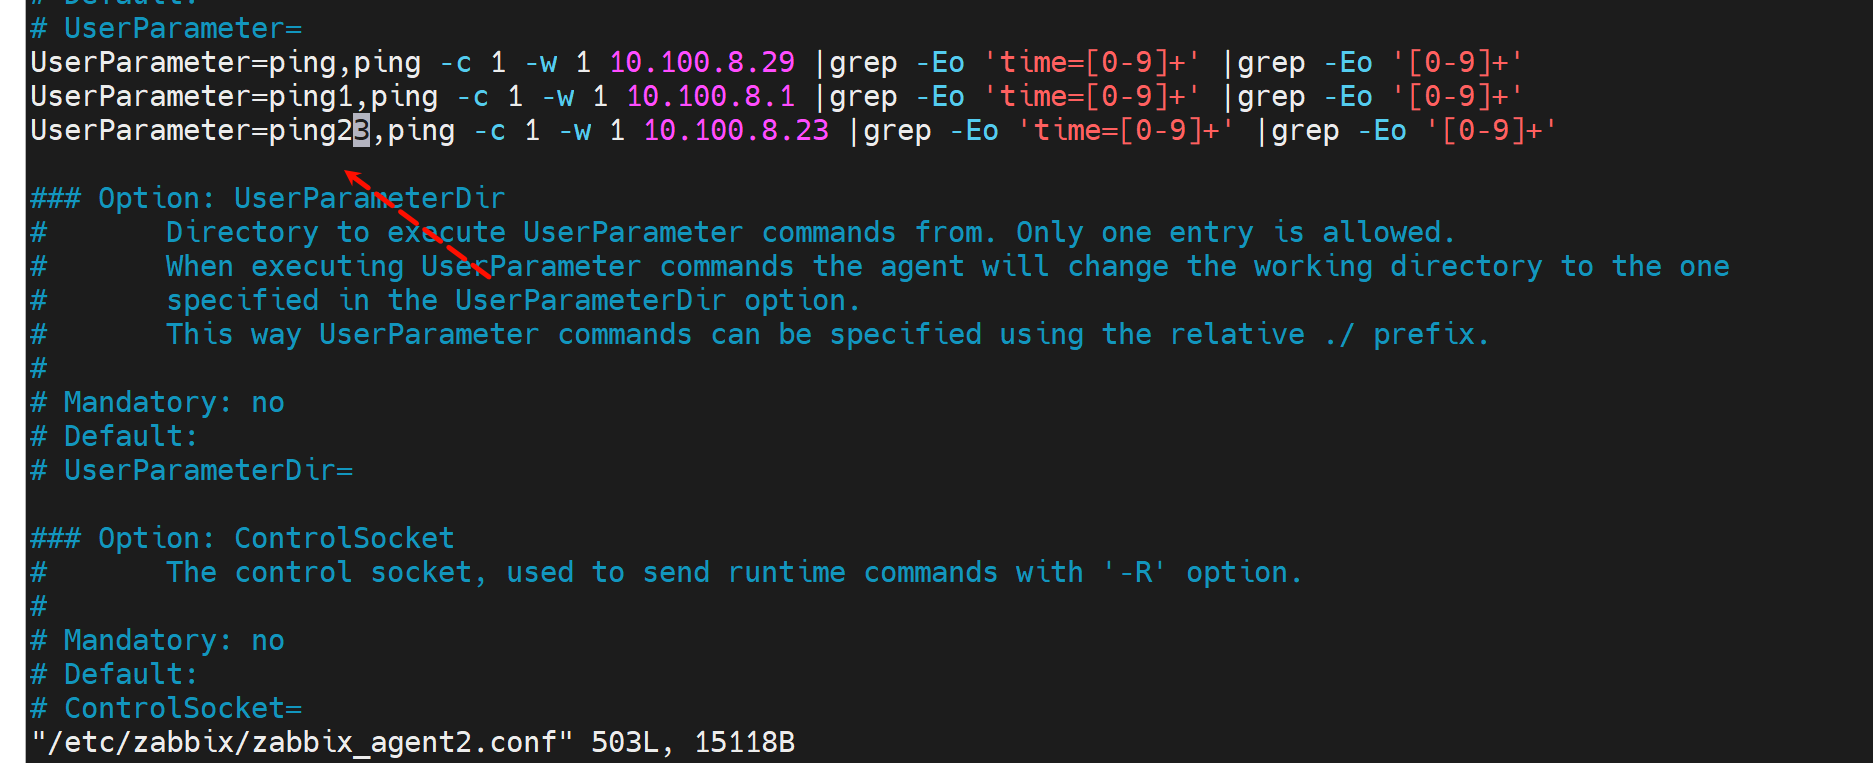 # Default:
# UserParameter=
UserParameter=ping,ping -c 1 -w 1 10.100.8.29 |grep -Eo 'time=[0-9]+' |grep -Eo '[0-9]+'
UserParameter=ping1,ping -c 1 -w 1 10.100.8.1 |grep -Eo 'time=[0-9]+' |grep -Eo '[0-9]+'
UserParameter=ping23,ping -c 1 -w 1 10.100.8.23 |grep -Eo 'time=[0-9]+' |grep -Eo '[0-9]+'
### Option: UserParameterDir
#       Directory to execute UserParameter commands from. Only one entry is allowed.
#       When executing UserParameter commands the agent will change the working directory to the one
#       specified in the UserParameterDir option.
#       This way UserParameter commands can be specified using the relative ./ prefix.
#
# Mandatory: no
# Default:
# UserParameterDir=
### Option: ControlSocket
#       The control socket, used to send runtime commands with '-R' option.
#
# Mandatory: no
# Default:
# ControlSocket=
"/etc/zabbix/zabbix_agent2.conf" 503L, 15118B